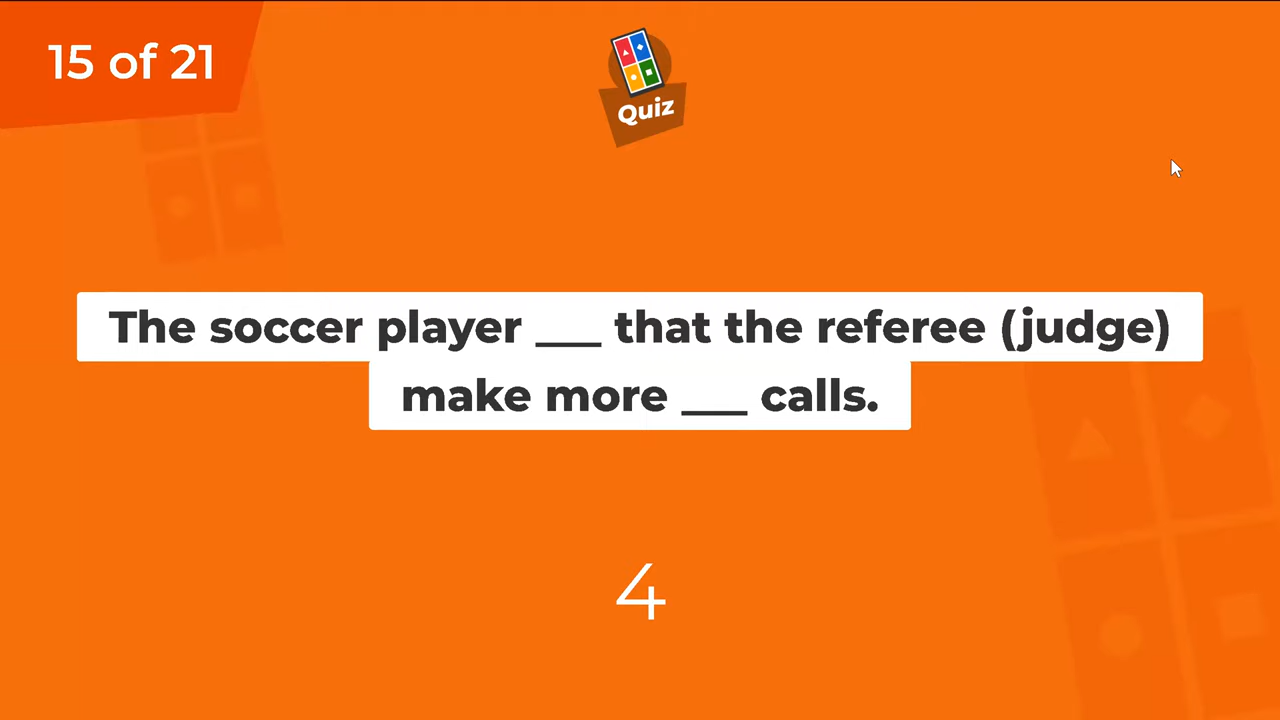 15 of 21
Quiz
The soccer player ___ that the referee (judge)
make more ___ calls.
4